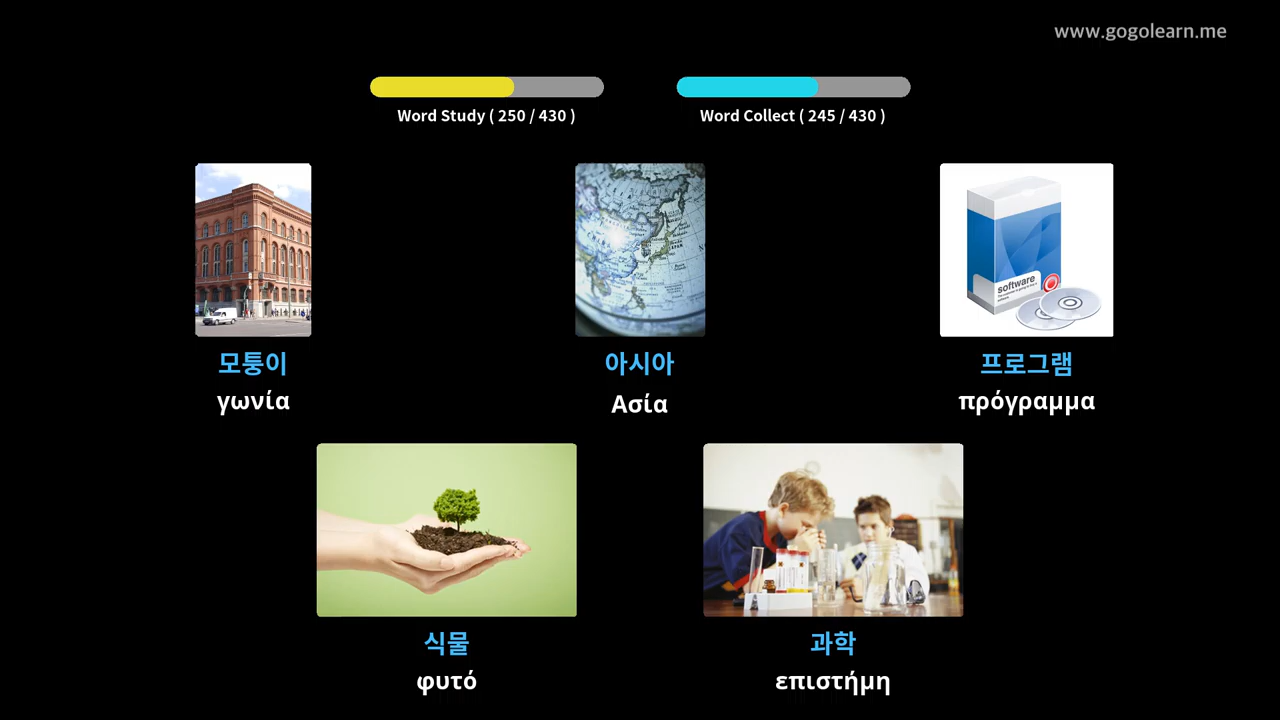 www.gogolearn.me
Word Study ( 250 / 430 )
Word Collect ( 245 / 430 )
software
모퉁이
아시아
프로그램
γωνία
Ασία
πρόγραμμα
식물
과학
φυτό
επιστήμη